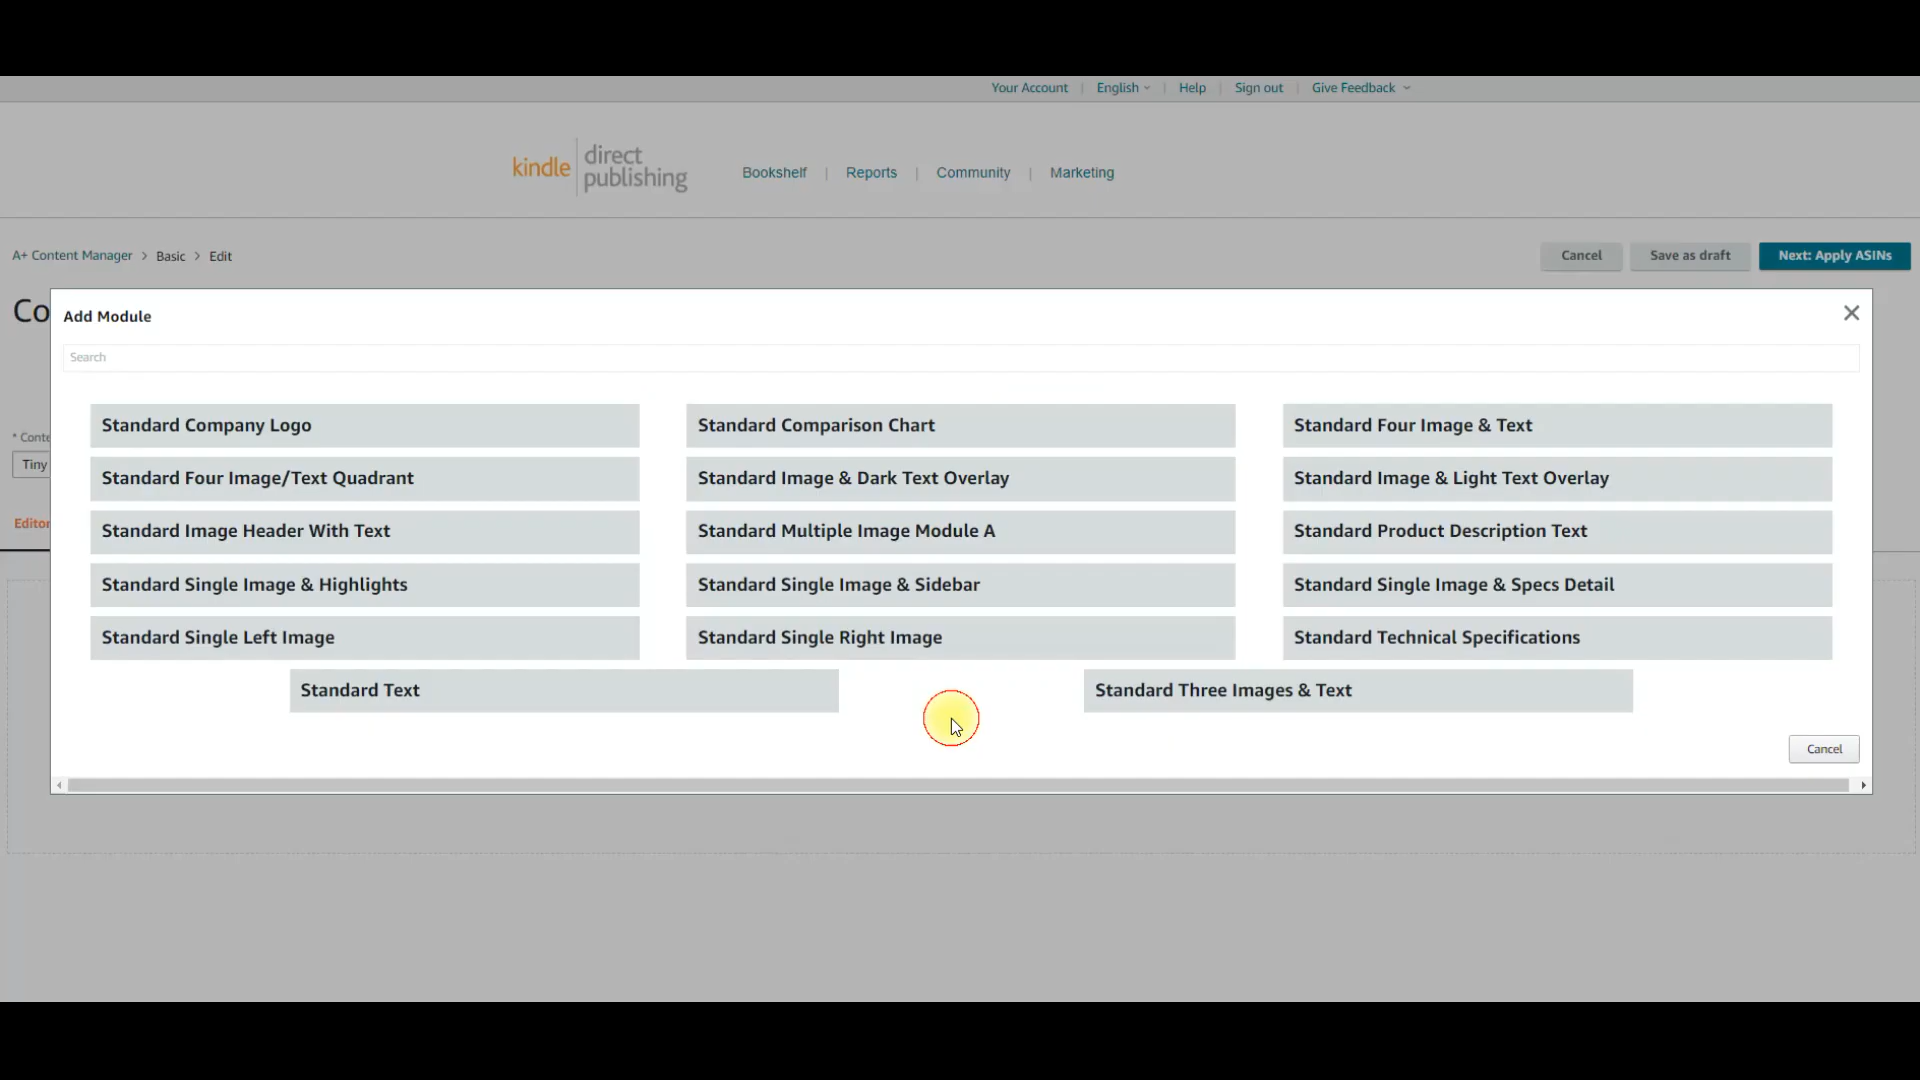 Your Account | English | Help | Sign out | Give Feedback
kindle direct publishing
Bookshelf | Reports | Community | Marketing
A+ Content Manager > Basic > Edit
Cancel
Save as draft
Next: Apply ASINs
Co
Add Module
Search
Standard Company Logo
Standard Comparison Chart
Standard Four Image & Text
* Conte
Tiny
Standard Four Image/Text Quadrant
Standard Image & Dark Text Overlay
Standard Image & Light Text Overlay
Editor
Standard Image Header With Text
Standard Multiple Image Module A
Standard Product Description Text
Standard Single Image & Highlights
Standard Single Image & Sidebar
Standard Single Image & Specs Detail
Standard Single Left Image
Standard Single Right Image
Standard Technical Specifications
Standard Text
Standard Three Images & Text
Cancel